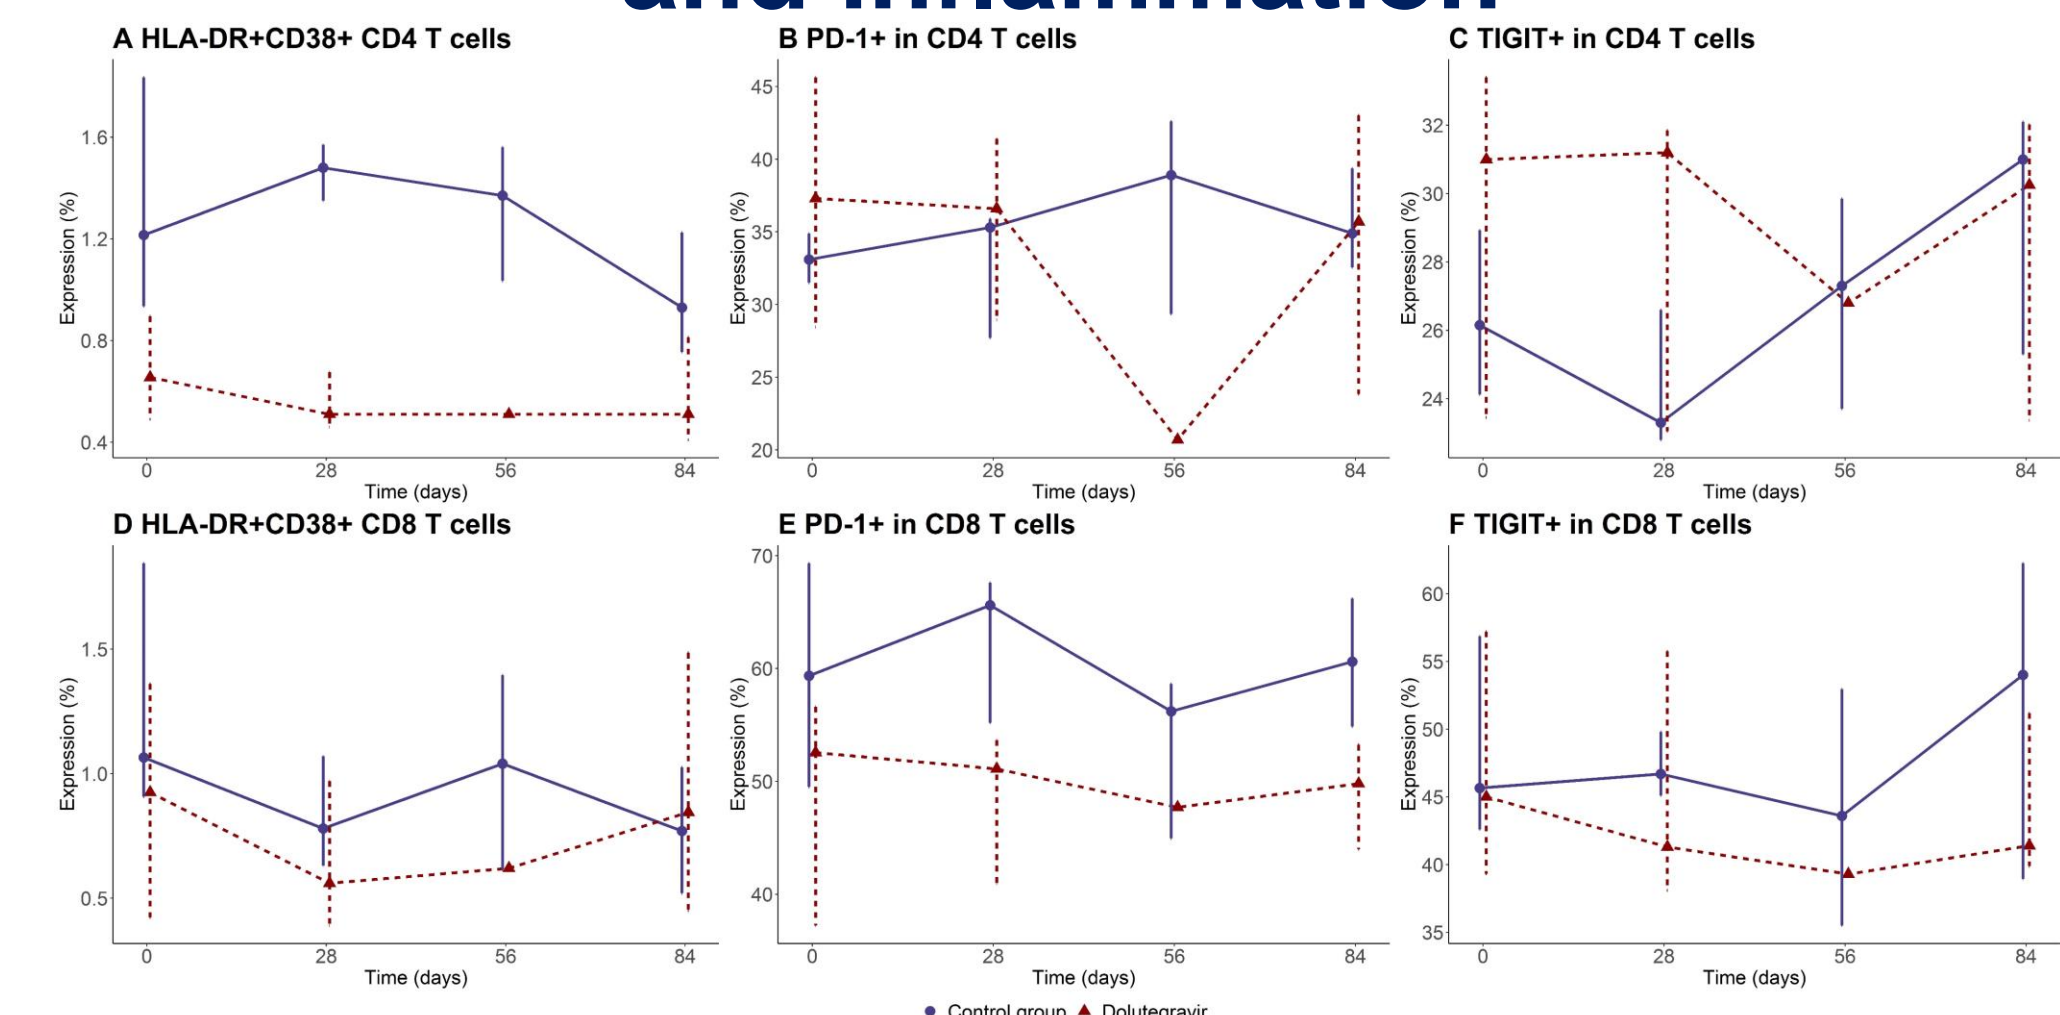 and inflammation
A HLA-DR+CD38+ CD4 T cells
Expression (%)
1.6
1.2
0.8
0.4
0 28 56 84
Time (days)
B PD-1+ in CD4 T cells
Expression (%)
45
40
35
30
25
20
0 28 56 84
Time (days)
C TIGIT+ in CD4 T cells
Expression (%)
32
30
28
26
24
0 28 56 84
Time (days)
D HLA-DR+CD38+ CD8 T cells
Expression (%)
1.5
1.0
0.5
0 28 56 84
Time (days)
E PD-1+ in CD8 T cells
Expression (%)
70
60
50
40
0 28 56 84
Time (days)
F TIGIT+ in CD8 T cells
Expression (%)
60
55
50
45
40
35
0 28 56 84
Time (days)
Control group Dolutegravir